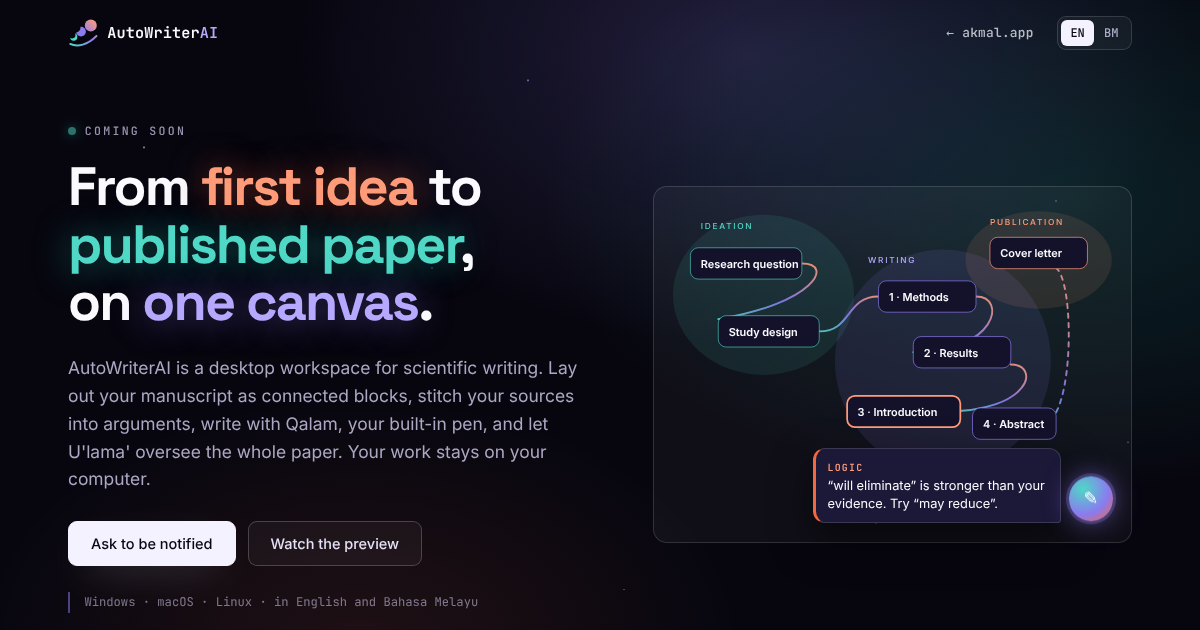 AutoWriterAI
← akmal.app
EN
BM
COMING SOON
From first idea to
published paper,
on one canvas.
AutoWriterAI is a desktop workspace for scientific writing. Lay
out your manuscript as connected blocks, stitch your sources
into arguments, write with Qalam, your built-in pen, and let
U'lama' oversee the whole paper. Your work stays on your
computer.
Ask to be notified
Watch the preview
Windows · macOS · Linux · in English and Bahasa Melayu
IDEATION
Research question
Study design
WRITING
1 · Methods
2 · Results
3 · Introduction
4 · Abstract
PUBLICATION
Cover letter
LOGIC
“will eliminate” is stronger than your
evidence. Try “may reduce”.